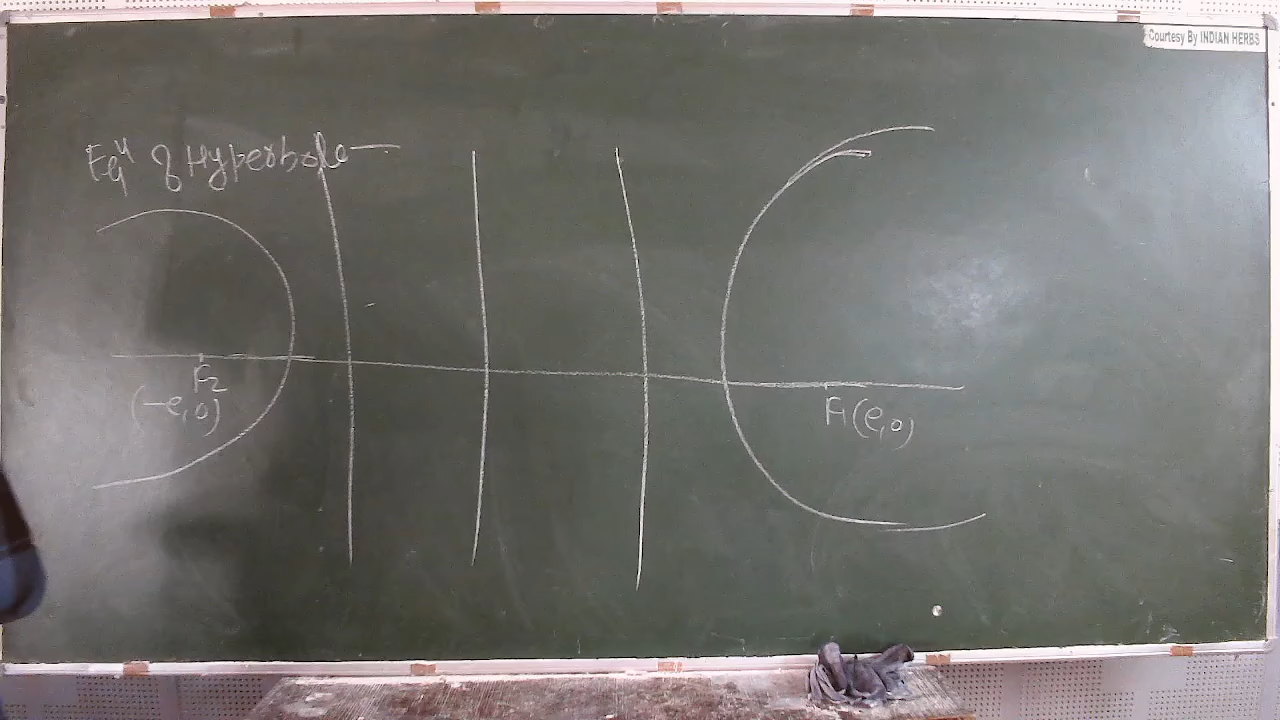 Courtesy By INDIAN HERBS
Eqⁿ of Hyperbola —
F2
(-e,0)
F1(e,0)